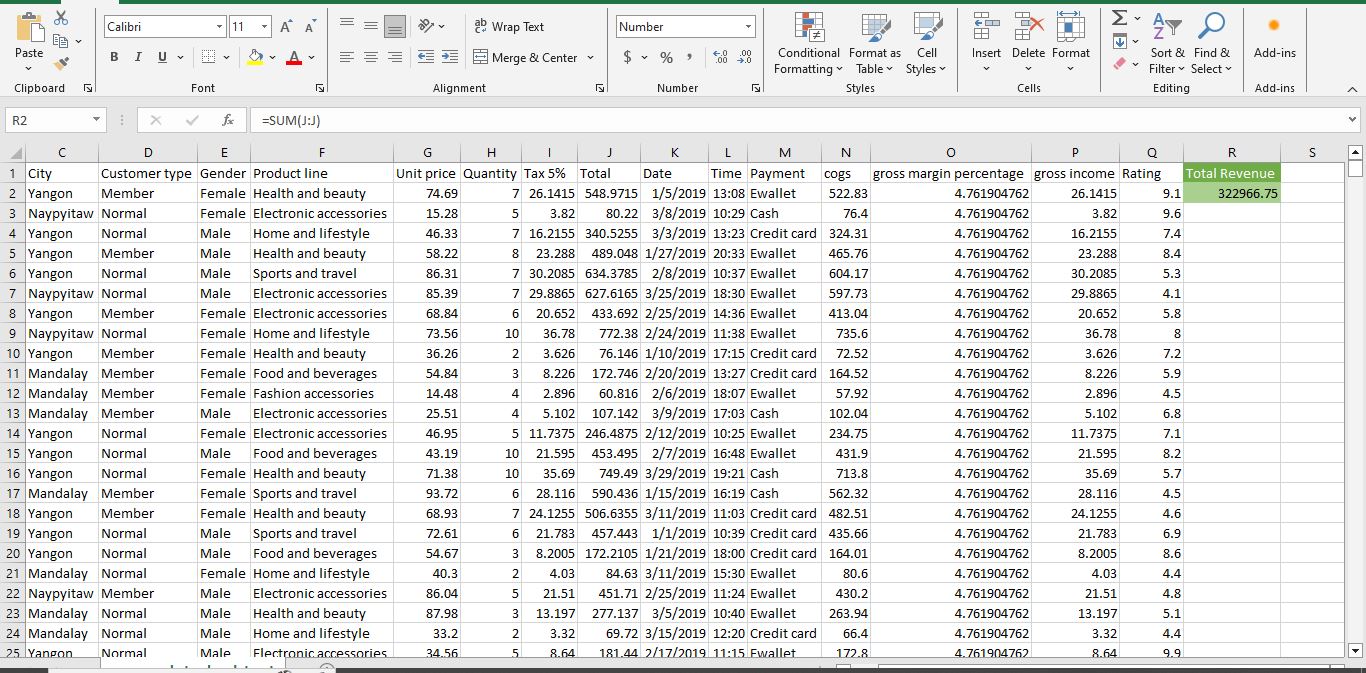 Calibri 11 A A Wrap Text Number
Paste B I U A Merge & Center $ % , Conditional Formatting Format as Table Cell Styles Insert Delete Format Sort & Filter Find & Select Add-ins
Clipboard Font Alignment Number Styles Cells Editing Add-ins
R2 fx =SUM(J:J)
C D E F G H I J K L M N O P Q R S
1 City Customer type Gender Product line Unit price Quantity Tax 5% Total Date Time Payment cogs gross margin percentage gross income Rating Total Revenue
2 Yangon Member Female Health and beauty 74.69 7 26.1415 548.9715 1/5/2019 13:08 Ewallet 522.83 4.761904762 26.1415 9.1 322966.75
3 Naypyitaw Normal Female Electronic accessories 15.28 5 3.82 80.22 3/8/2019 10:29 Cash 76.4 4.761904762 3.82 9.6
4 Yangon Normal Male Home and lifestyle 46.33 7 16.2155 340.5255 3/3/2019 13:23 Credit card 324.31 4.761904762 16.2155 7.4
5 Yangon Member Male Health and beauty 58.22 8 23.288 489.048 1/27/2019 20:33 Ewallet 465.76 4.761904762 23.288 8.4
6 Yangon Normal Male Sports and travel 86.31 7 30.2085 634.3785 2/8/2019 10:37 Ewallet 604.17 4.761904762 30.2085 5.3
7 Naypyitaw Normal Male Electronic accessories 85.39 7 29.8865 627.6165 3/25/2019 18:30 Ewallet 597.73 4.761904762 29.8865 4.1
8 Yangon Member Female Electronic accessories 68.84 6 20.652 433.692 2/25/2019 14:36 Ewallet 413.04 4.761904762 20.652 5.8
9 Naypyitaw Normal Female Home and lifestyle 73.56 10 36.78 772.38 2/24/2019 11:38 Ewallet 735.6 4.761904762 36.78 8
10 Yangon Member Female Health and beauty 36.26 2 3.626 76.146 1/10/2019 17:15 Credit card 72.52 4.761904762 3.626 7.2
11 Mandalay Member Female Food and beverages 54.84 3 8.226 172.746 2/20/2019 13:27 Credit card 164.52 4.761904762 8.226 5.9
12 Mandalay Member Female Fashion accessories 14.48 4 2.896 60.816 2/6/2019 18:07 Ewallet 57.92 4.761904762 2.896 4.5
13 Mandalay Member Male Electronic accessories 25.51 4 5.102 107.142 3/9/2019 17:03 Cash 102.04 4.761904762 5.102 6.8
14 Yangon Normal Female Electronic accessories 46.95 5 11.7375 246.4875 2/12/2019 10:25 Ewallet 234.75 4.761904762 11.7375 7.1
15 Yangon Normal Male Food and beverages 43.19 10 21.595 453.495 2/7/2019 16:48 Ewallet 431.9 4.761904762 21.595 8.2
16 Yangon Normal Female Health and beauty 71.38 10 35.69 749.49 3/29/2019 19:21 Cash 713.8 4.761904762 35.69 5.7
17 Mandalay Member Female Sports and travel 93.72 6 28.116 590.436 1/15/2019 16:19 Cash 562.32 4.761904762 28.116 4.5
18 Yangon Member Female Health and beauty 68.93 7 24.1255 506.6355 3/11/2019 11:03 Credit card 482.51 4.761904762 24.1255 4.6
19 Yangon Normal Male Sports and travel 72.61 6 21.783 457.443 1/1/2019 10:39 Credit card 435.66 4.761904762 21.783 6.9
20 Yangon Normal Male Food and beverages 54.67 3 8.2005 172.2105 1/21/2019 18:00 Credit card 164.01 4.761904762 8.2005 8.6
21 Mandalay Normal Female Home and lifestyle 40.3 2 4.03 84.63 3/11/2019 15:30 Ewallet 80.6 4.761904762 4.03 4.4
22 Naypyitaw Member Male Electronic accessories 86.04 5 21.51 451.71 2/25/2019 11:24 Ewallet 430.2 4.761904762 21.51 4.8
23 Mandalay Normal Male Health and beauty 87.98 3 13.197 277.137 3/5/2019 10:40 Ewallet 263.94 4.761904762 13.197 5.1
24 Mandalay Normal Male Home and lifestyle 33.2 2 3.32 69.72 3/15/2019 12:20 Credit card 66.4 4.761904762 3.32 4.4
25 Yangon Normal Male Electronic accessories 34.56 5 8.64 181.44 2/17/2019 11:15 Ewallet 172.8 4.761904762 8.64 9.9